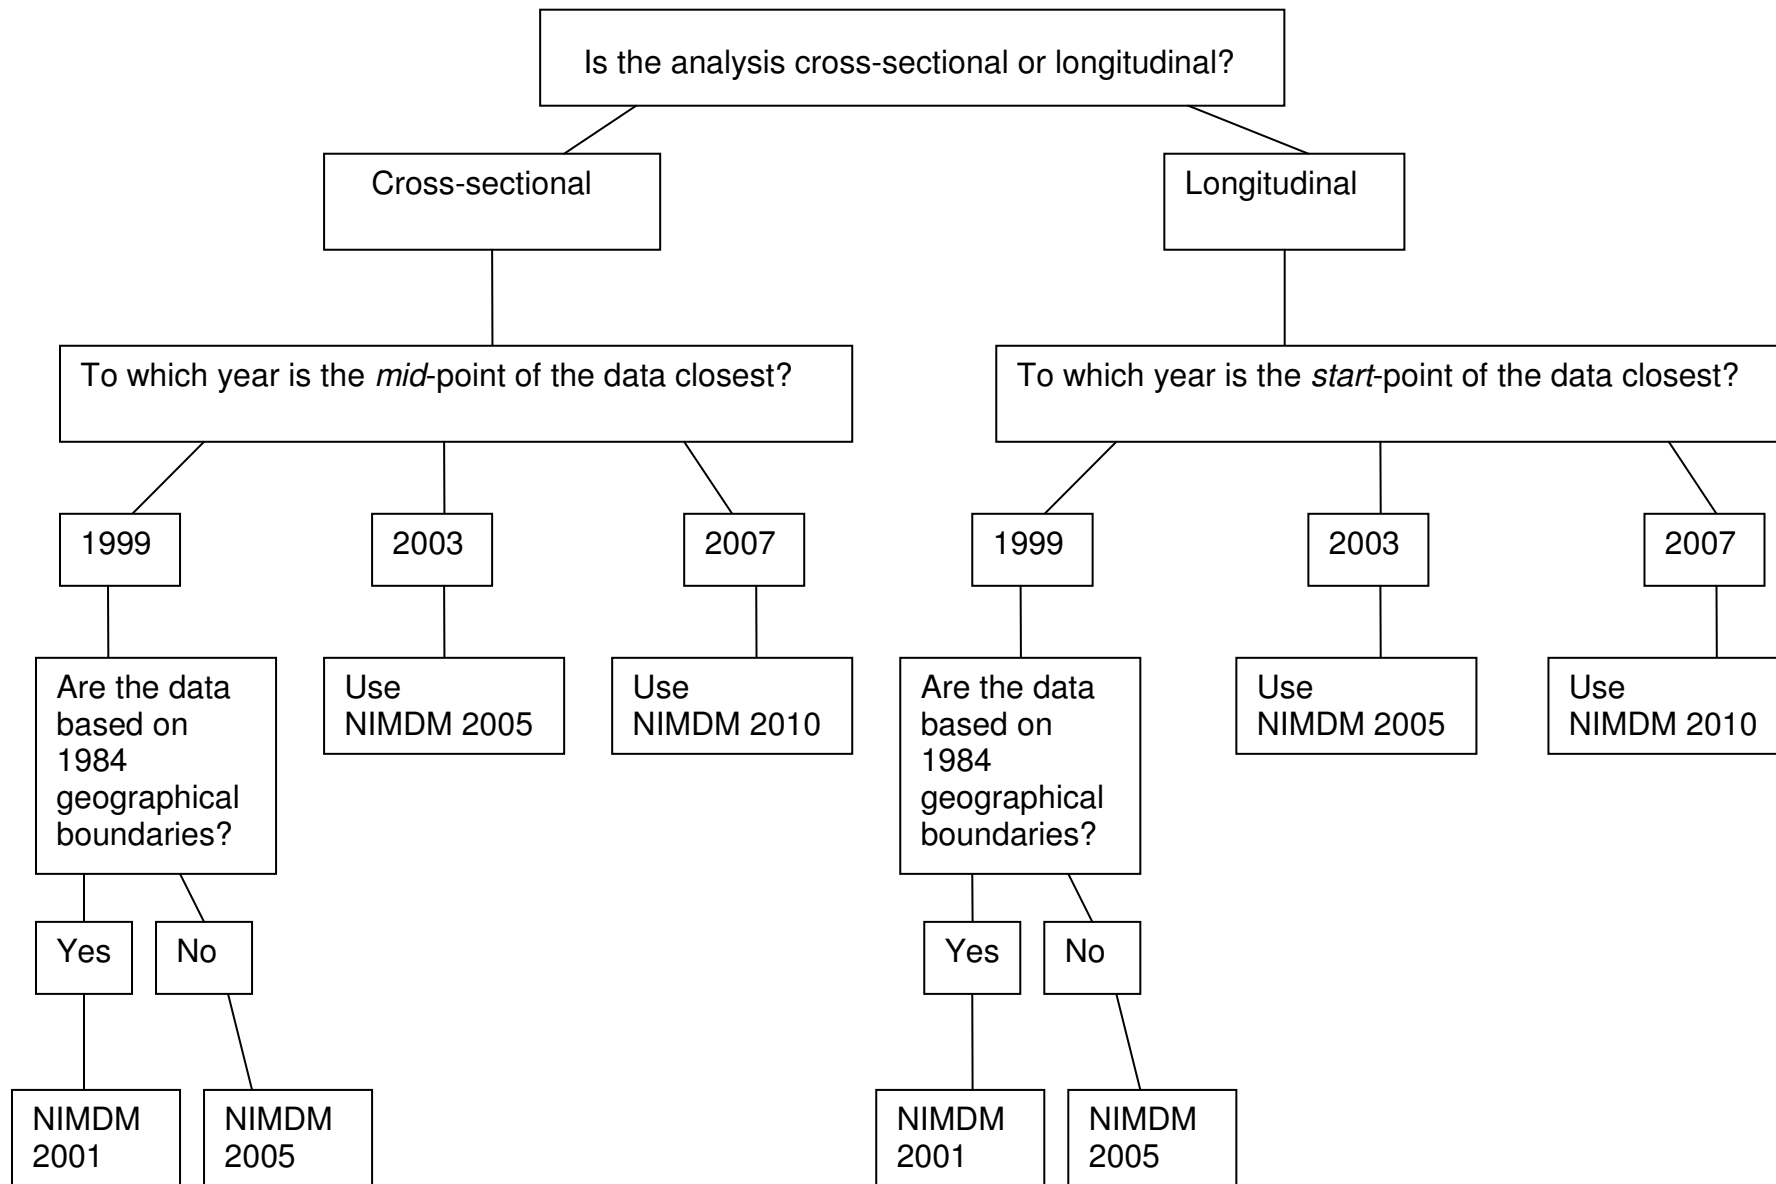 Is the analysis cross-sectional or longitudinal?
Cross-sectional
Longitudinal
To which year is the mid-point of the data closest?
To which year is the start-point of the data closest?
1999
2003
2007
1999
2003
2007
Are the data
based on
1984
geographical
boundaries?
Use
NIMDM 2005
Use
NIMDM 2010
Are the data
based on
1984
geographical
boundaries?
Use
NIMDM 2005
Use
NIMDM 2010
Yes
No
Yes
No
NIMDM
2001
NIMDM
2005
NIMDM
2001
NIMDM
2005